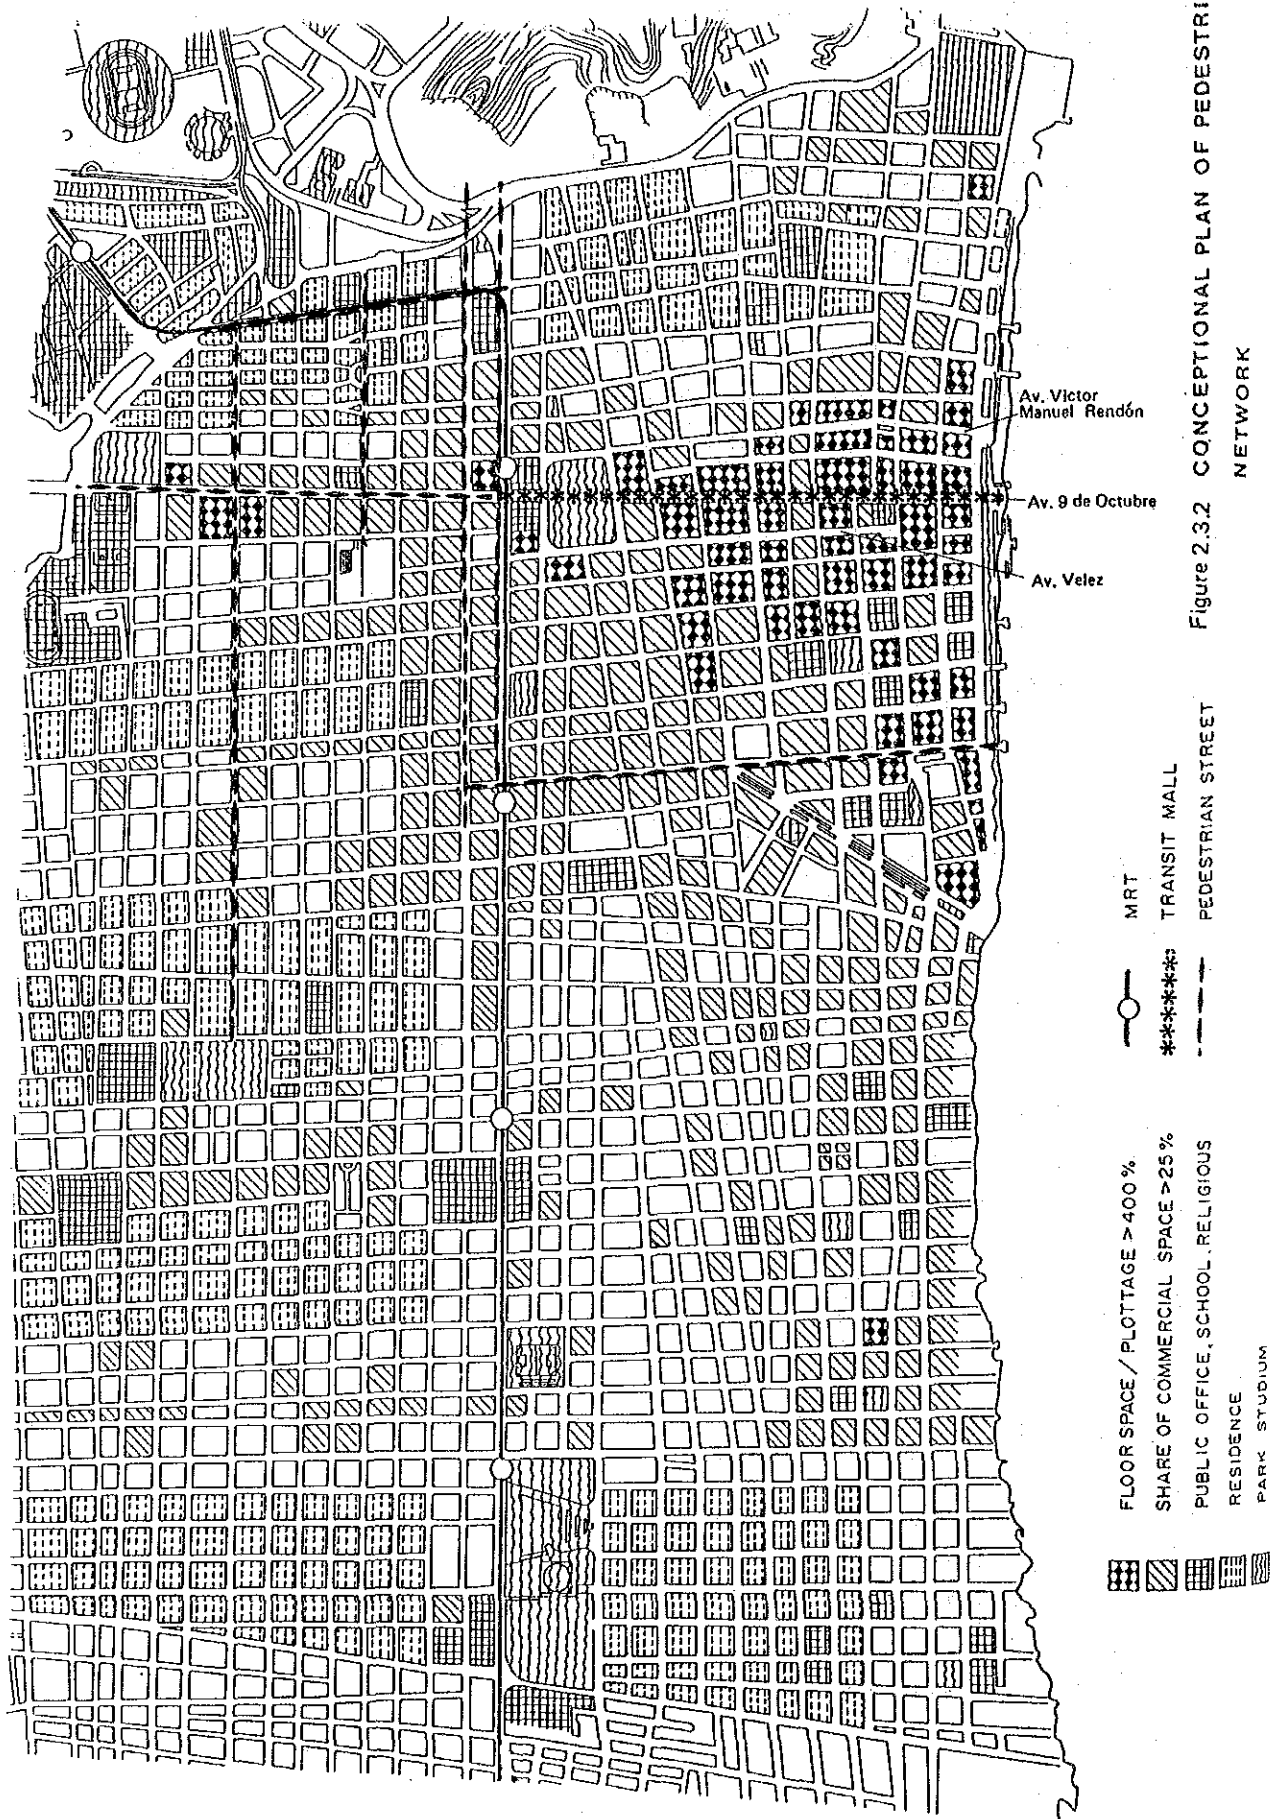 Av. Victor
Manuel Rendón
Av. 9 de Octubre
Av. Velez
FLOOR SPACE / PLOTTAGE > 400%
SHARE OF COMMERCIAL SPACE > 25%
PUBLIC OFFICE, SCHOOL, RELIGIOUS
RESIDENCE
PARK STUDIUM
MRT
TRANSIT MALL
PEDESTRIAN STREET
Figure 2.3.2 CONCEPTIONAL PLAN OF PEDESTRI
NETWORK